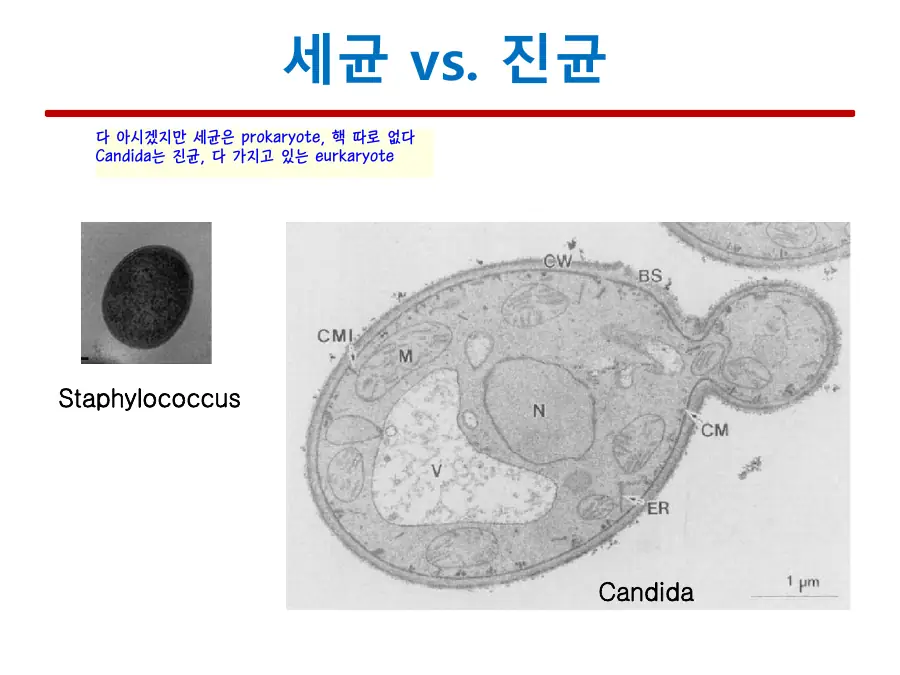 세균 vs. 진균
다 아시겠지만 세균은 prokaryote, 핵 따로 없다
Candida는 진균, 다 가지고 있는 eurkaryote
CW
BS
CMI
M
N
CM
V
ER
Staphylococcus
Candida
1 µm